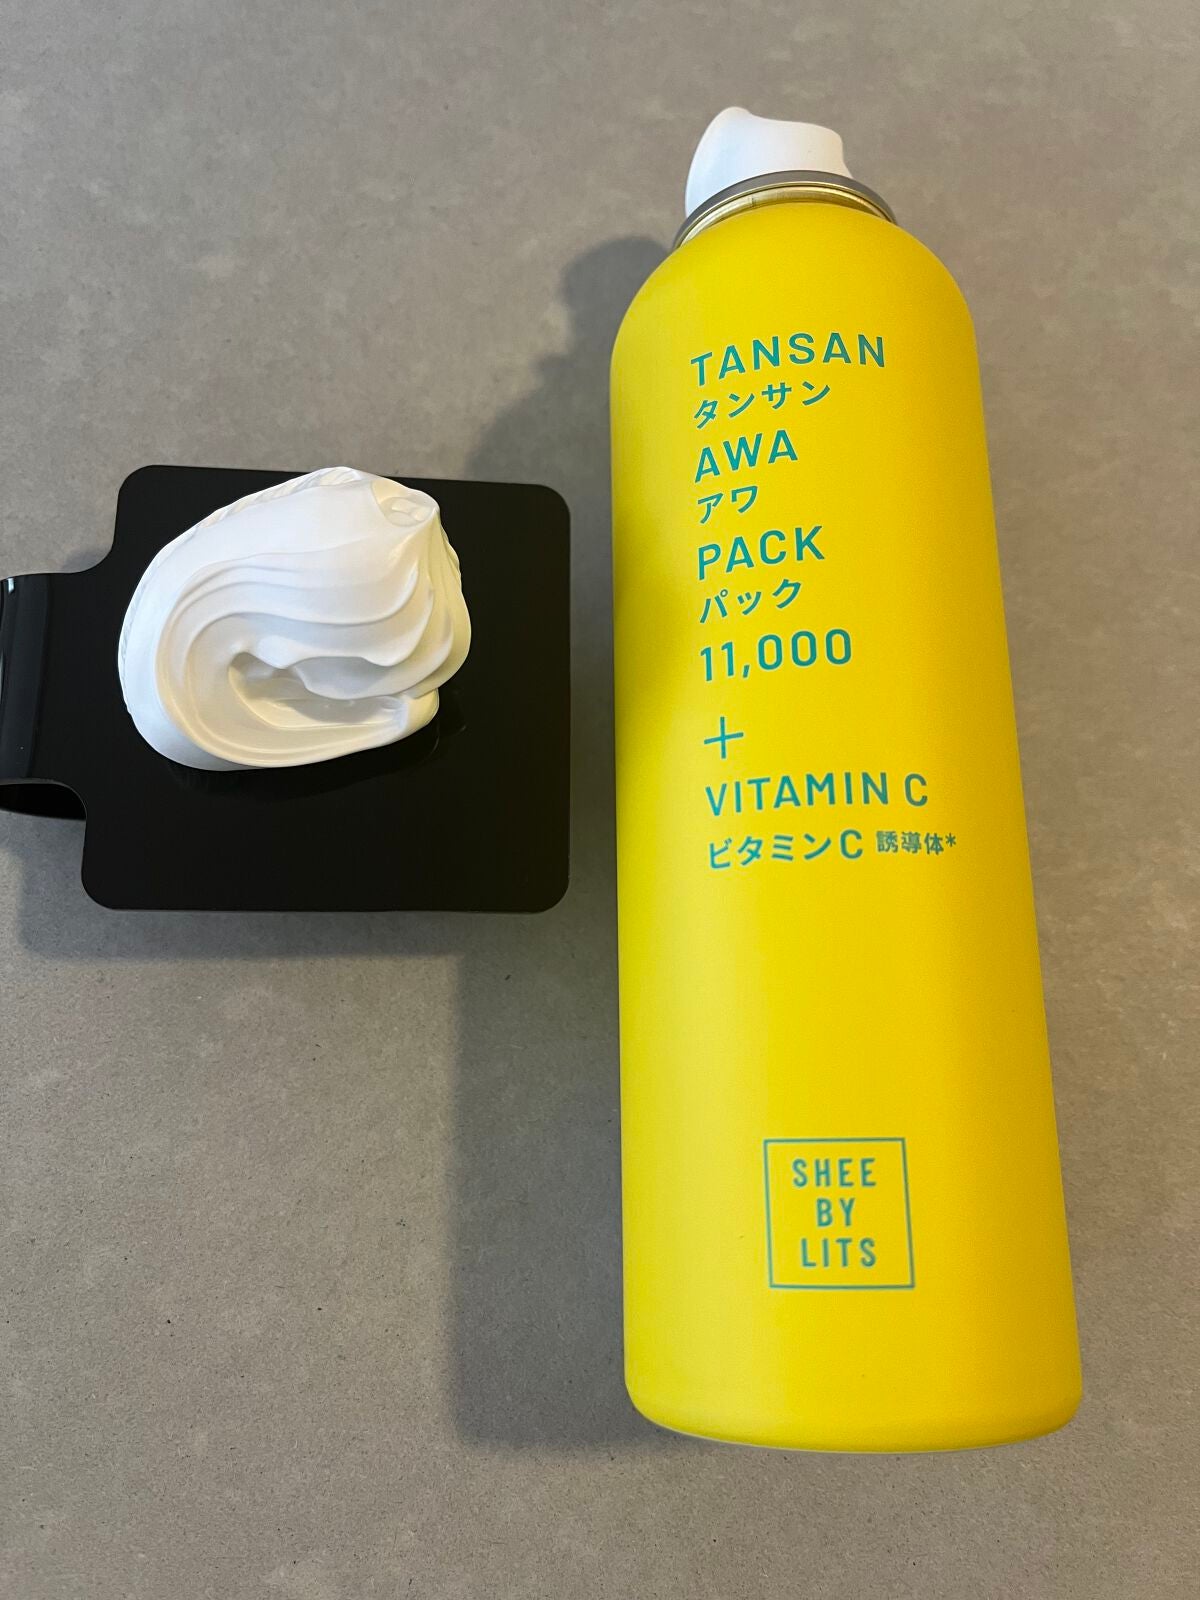 TANSAN
タンサン
AWA
アワ
PACK
パック
11,000
+
VITAMIN C
ビタミンC 誘導体*
SHEE
BY
LITS